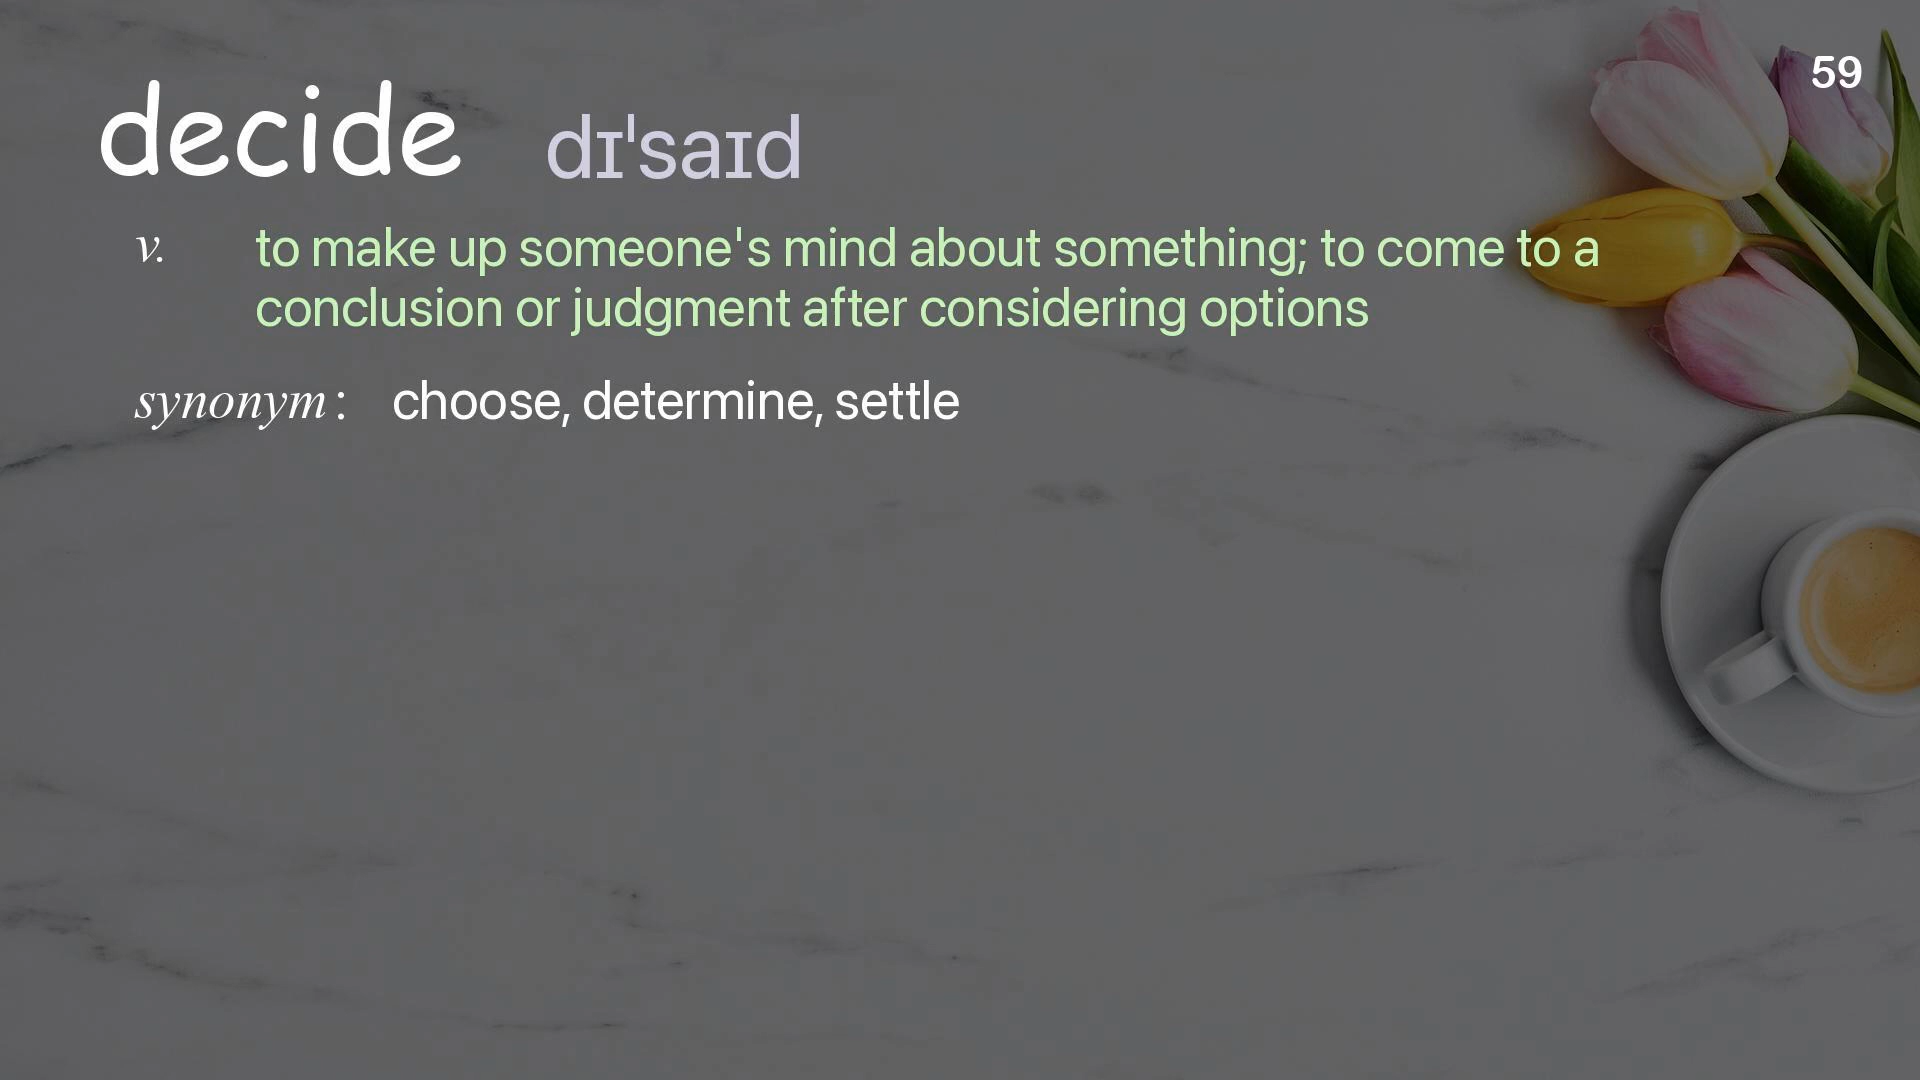 59
decide dɪˈsaɪd
v. to make up someone's mind about something; to come to a
conclusion or judgment after considering options
synonym: choose, determine, settle